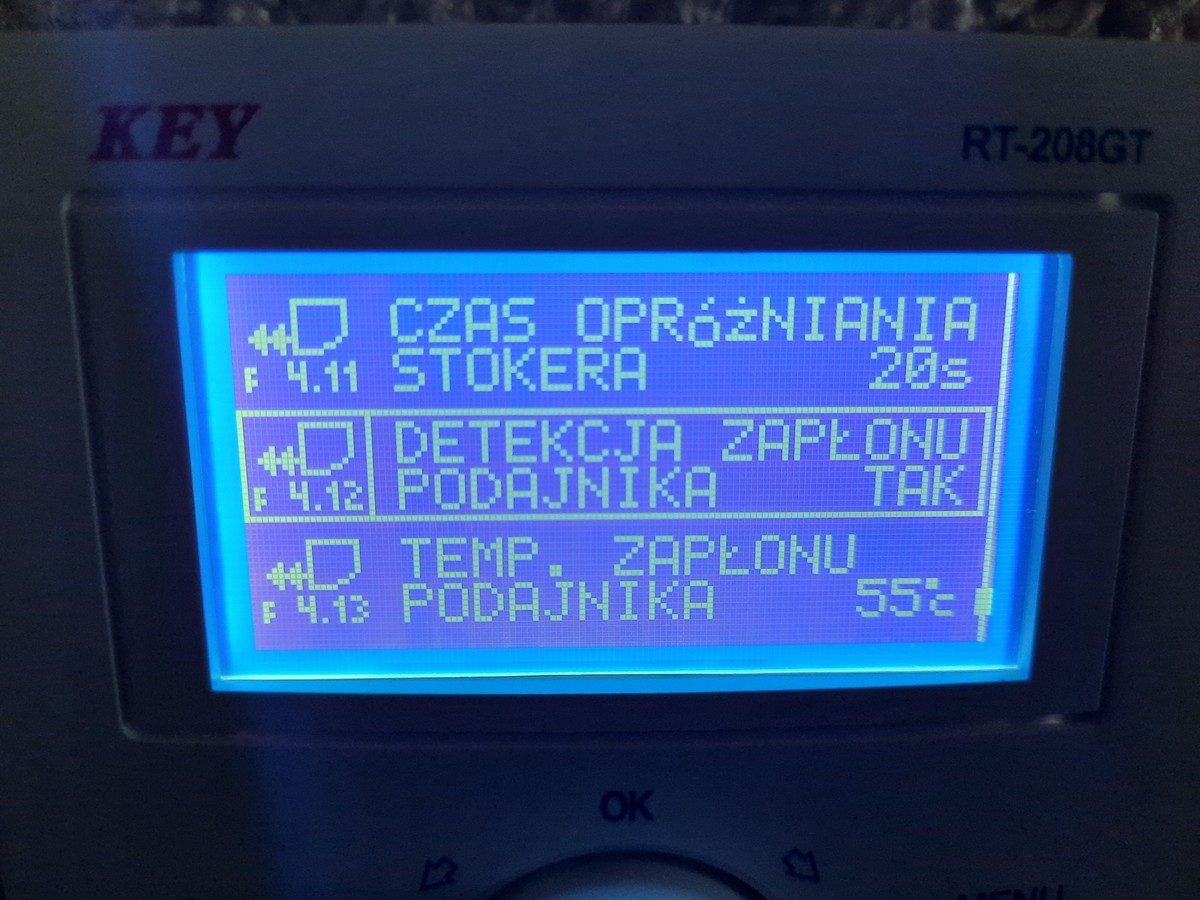 KEY
RT-208GT
CZAS OPRóżNIANIA
F 4.11 STOKERA 20s
DETEKCJA ZAPŁONU
F 4.12 PODAJNIKA TAK
TEMP. ZAPŁONU
F 4.13 PODAJNIKA 55°c
OK
MENU